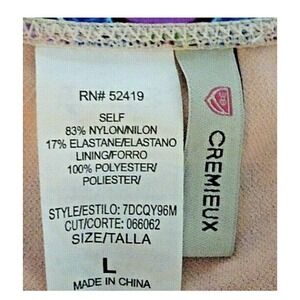 RN# 52419
SELF
83% NYLON/NILON
17% ELASTANE/ELASTANO
LINING/FORRO
100% POLYESTER/
POLIESTER/
STYLE/ESTILO: 7DCQY96M
CUT/CORTE: 066062
SIZE/TALLA
L
MADE IN CHINA
CREMIEUX